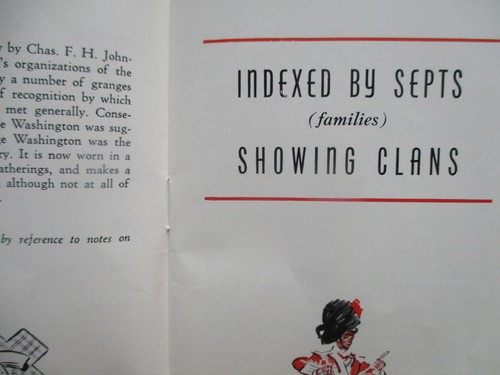 by Chas. F. H. John-
's organizations of the
y a number of granges
f recognition by which
met generally. Conse-
e Washington was sug-
ge Washington was the
ry. It is now worn in a
atherings, and makes a
although not at all of
by reference to notes on
INDEXED BY SEPTS
(families)
SHOWING CLANS